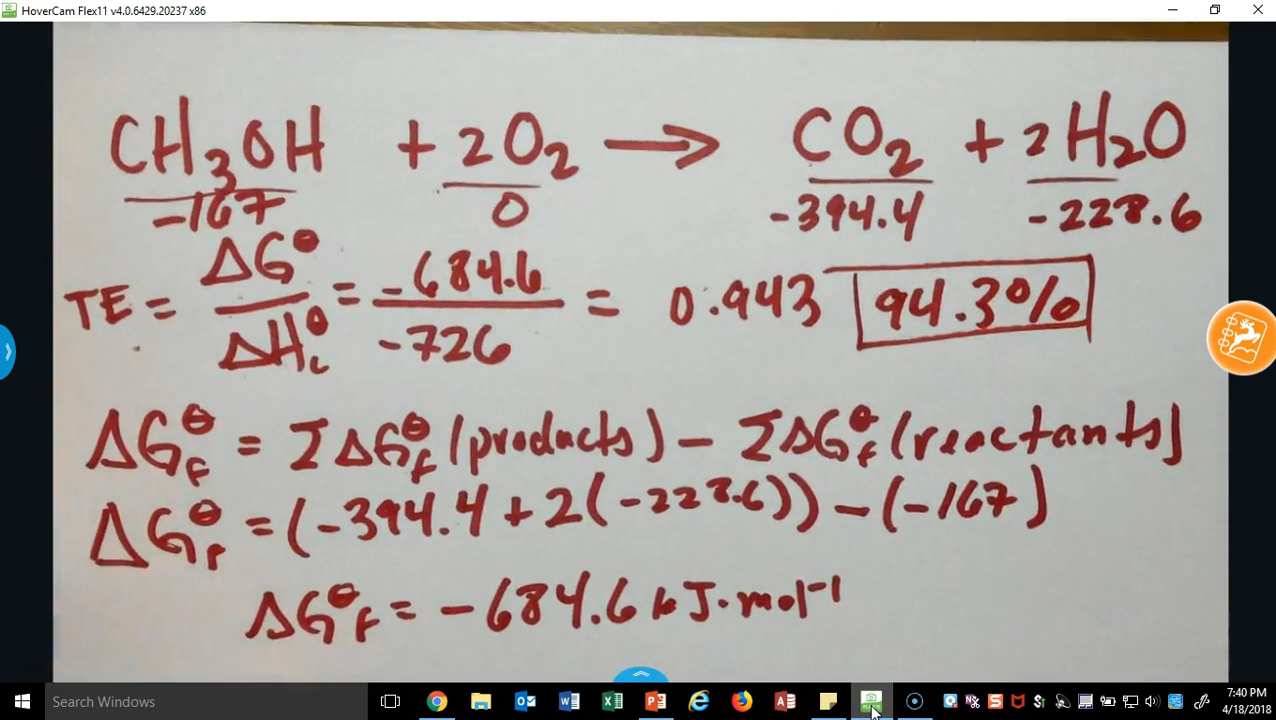 HoverCam Flex11 v4.0.6429.20237 x86
CH₃OH + 2O₂ → CO₂ + 2H₂O
-167 0 -394.4 -228.6
TE = ΔG°/ΔH°c = -684.6/-726 = 0.943 94.3%
ΔG°f = ΣΔG°f (products) - ΣΔG°f (reactants)
ΔG°f = (-394.4 + 2(-228.6)) - (-167)
ΔG°f = -684.6 kJ·mol⁻¹
Search Windows
7:40 PM
4/18/2018